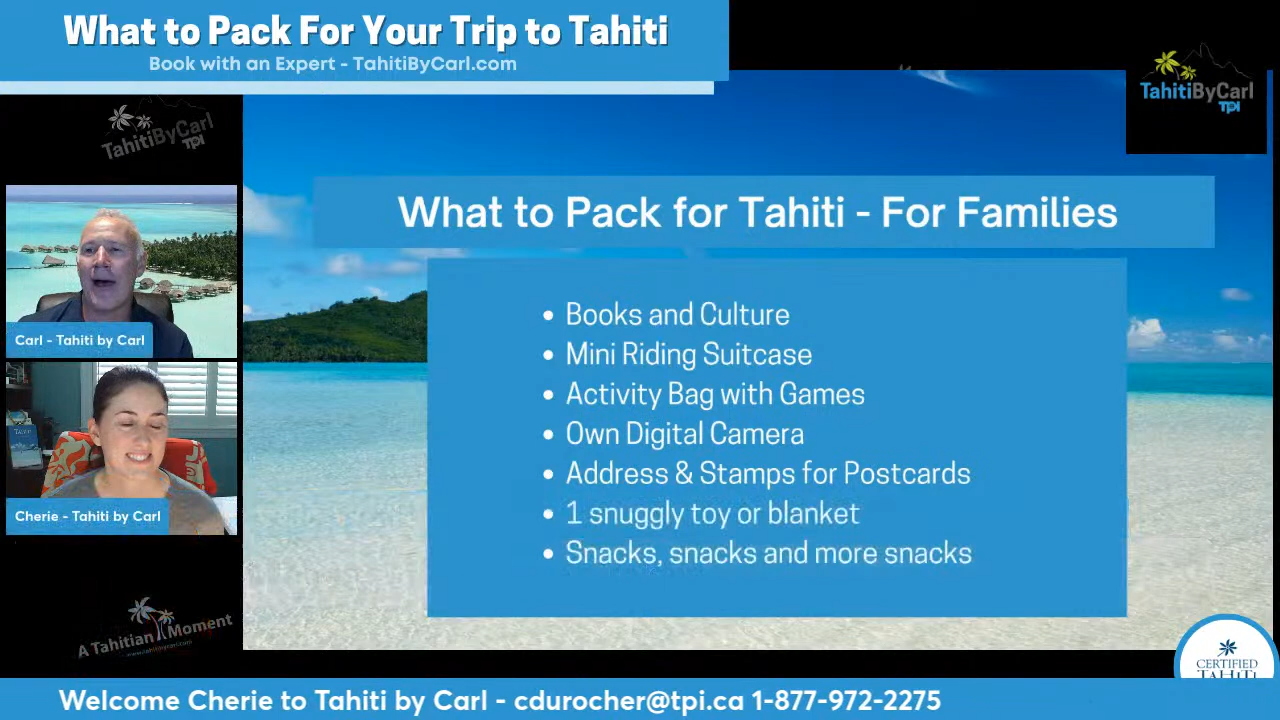 What to Pack For Your Trip to Tahiti
Book with an Expert - TahitiByCarl.com
TahitiByCarl
TPI
TahitiByCarl
TPI
What to Pack for Tahiti - For Families
• Books and Culture
• Mini Riding Suitcase
• Activity Bag with Games
• Own Digital Camera
• Address & Stamps for Postcards
• 1 snuggly toy or blanket
• Snacks, snacks and more snacks
Carl - Tahiti by Carl
Cherie - Tahiti by Carl
A Tahitian Moment
www.tahitibycarl.com
CERTIFIED
TAHITI
Welcome Cherie to Tahiti by Carl - cdurocher@tpi.ca 1-877-972-2275